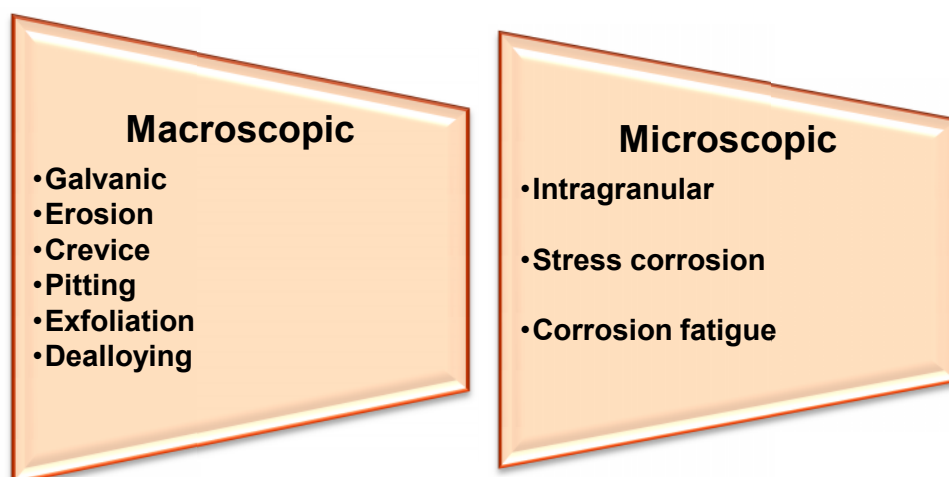 Macroscopic
•Galvanic
•Erosion
•Crevice
•Pitting
•Exfoliation
•Dealloying
Microscopic
•Intragranular
•Stress corrosion
•Corrosion fatigue